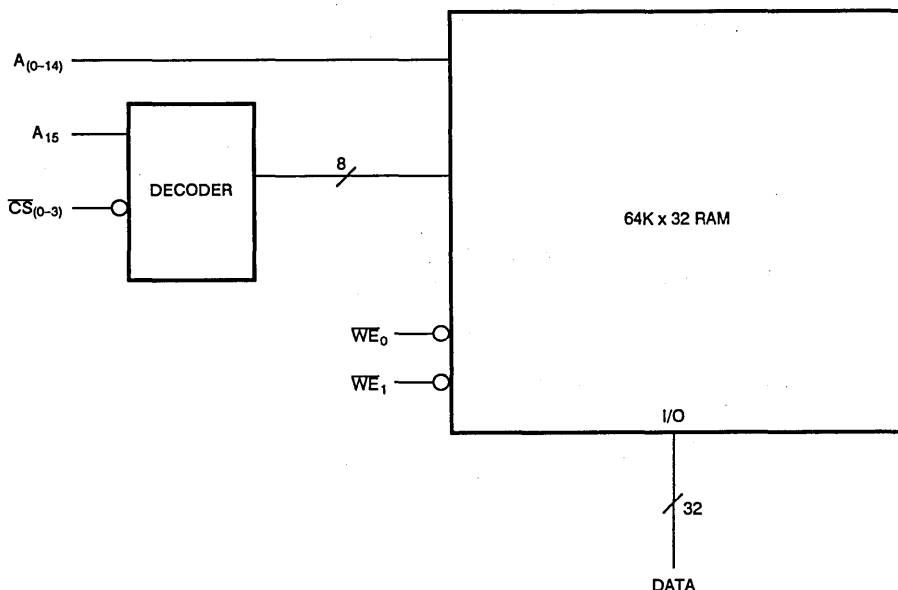 A(0–14)
A15
8
DECODER
CS(0–3)
64K x 32 RAM
WE0
WE1
I/O
32
DATA